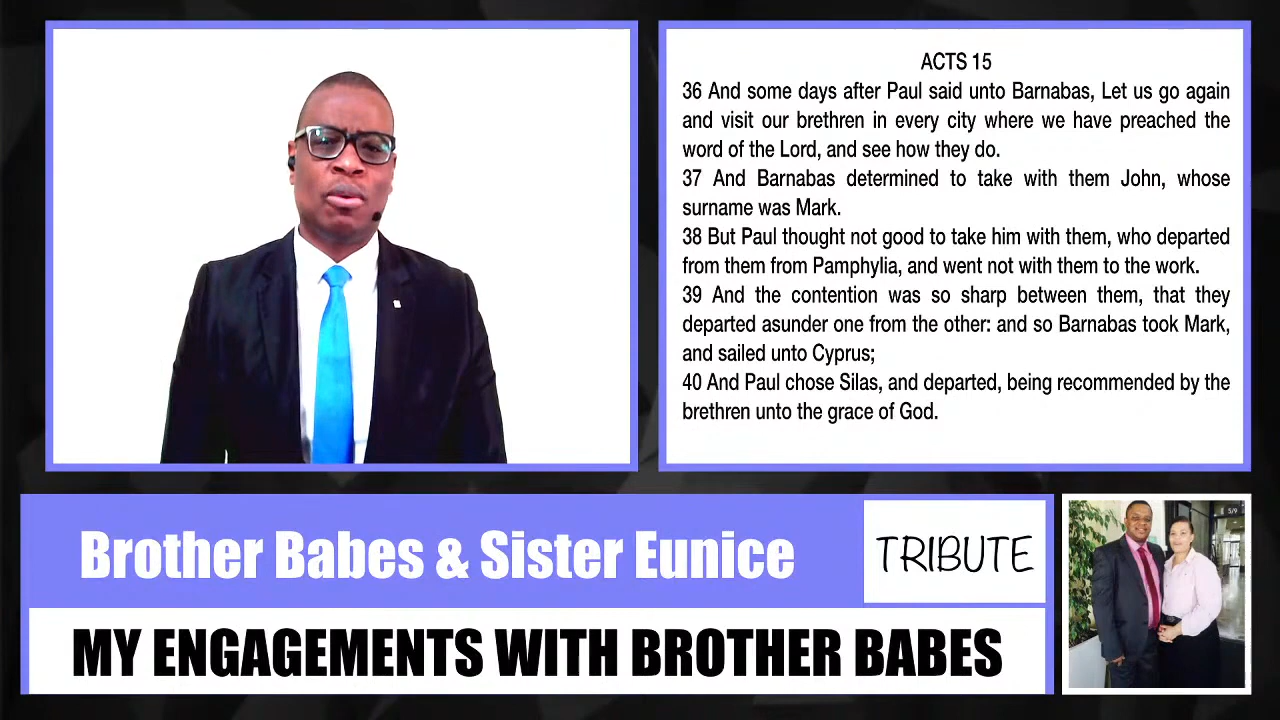 ACTS 15
36 And some days after Paul said unto Barnabas, Let us go again
and visit our brethren in every city where we have preached the
word of the Lord, and see how they do.
37 And Barnabas determined to take with them John, whose
surname was Mark.
38 But Paul thought not good to take him with them, who departed
from them from Pamphylia, and went not with them to the work.
39 And the contention was so sharp between them, that they
departed asunder one from the other: and so Barnabas took Mark,
and sailed unto Cyprus;
40 And Paul chose Silas, and departed, being recommended by the
brethren unto the grace of God.
Brother Babes & Sister Eunice
TRIBUTE
5/9
MY ENGAGEMENTS WITH BROTHER BABES